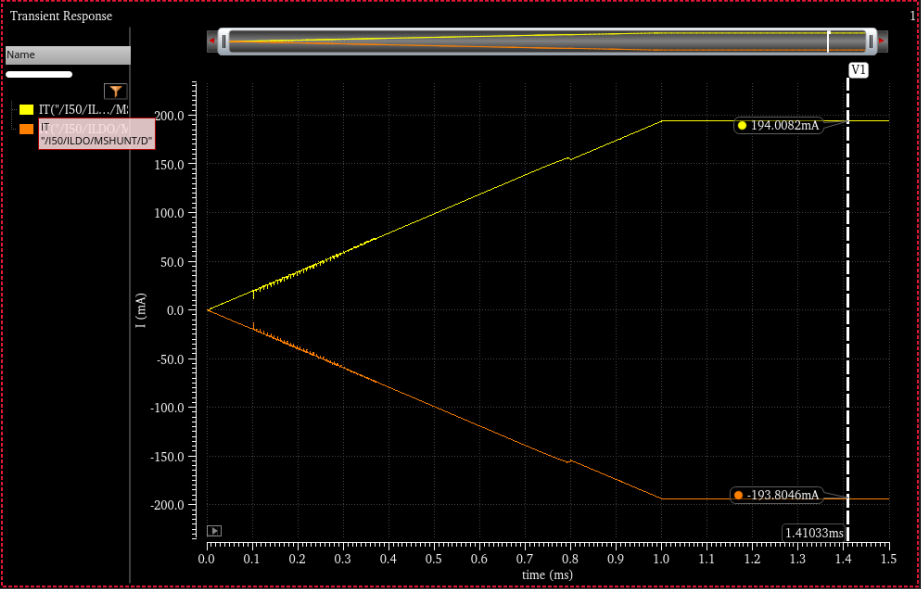 Transient Response
1
Name
IT("/I50/IL.../MS
IT
"/I50/ILDO/MSHUNT/D"
V1
200.0
150.0
100.0
50.0
0.0
-50.0
-100.0
-150.0
-200.0
I (mA)
194.0082mA
-193.8046mA
1.41033ms
0.0 0.1 0.2 0.3 0.4 0.5 0.6 0.7 0.8 0.9 1.0 1.1 1.2 1.3 1.4 1.5
time (ms)